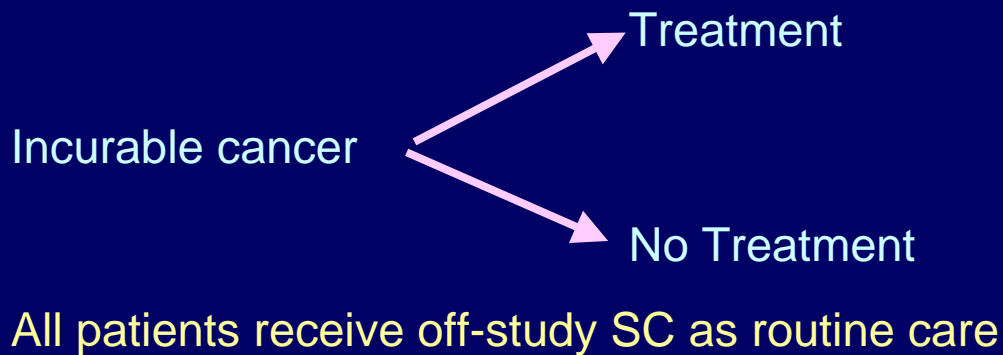 Treatment
Incurable cancer
No Treatment
All patients receive off-study SC as routine care